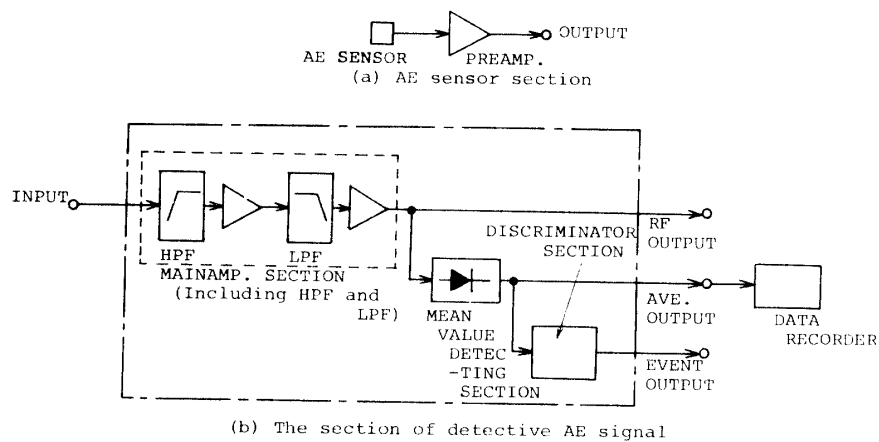 OUTPUT
AE SENSOR
PREAMP.
(a) AE sensor section
INPUT
HPF
LPF
MAINAMP. SECTION
(Including HPF and
LPF)
DISCRIMINATOR
SECTION
RF
OUTPUT
MEAN
VALUE
DETEC
-TING
SECTION
AVE.
OUTPUT
DATA
RECORDER
EVENT
OUTPUT
(b) The section of detective AE signal